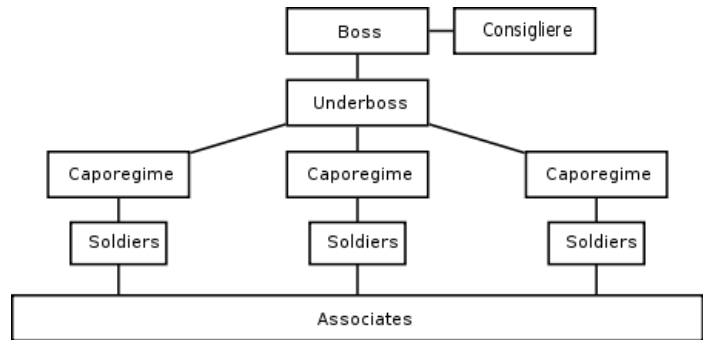 Boss
Consigliere
Underboss
Caporegime
Caporegime
Caporegime
Soldiers
Soldiers
Soldiers
Associates